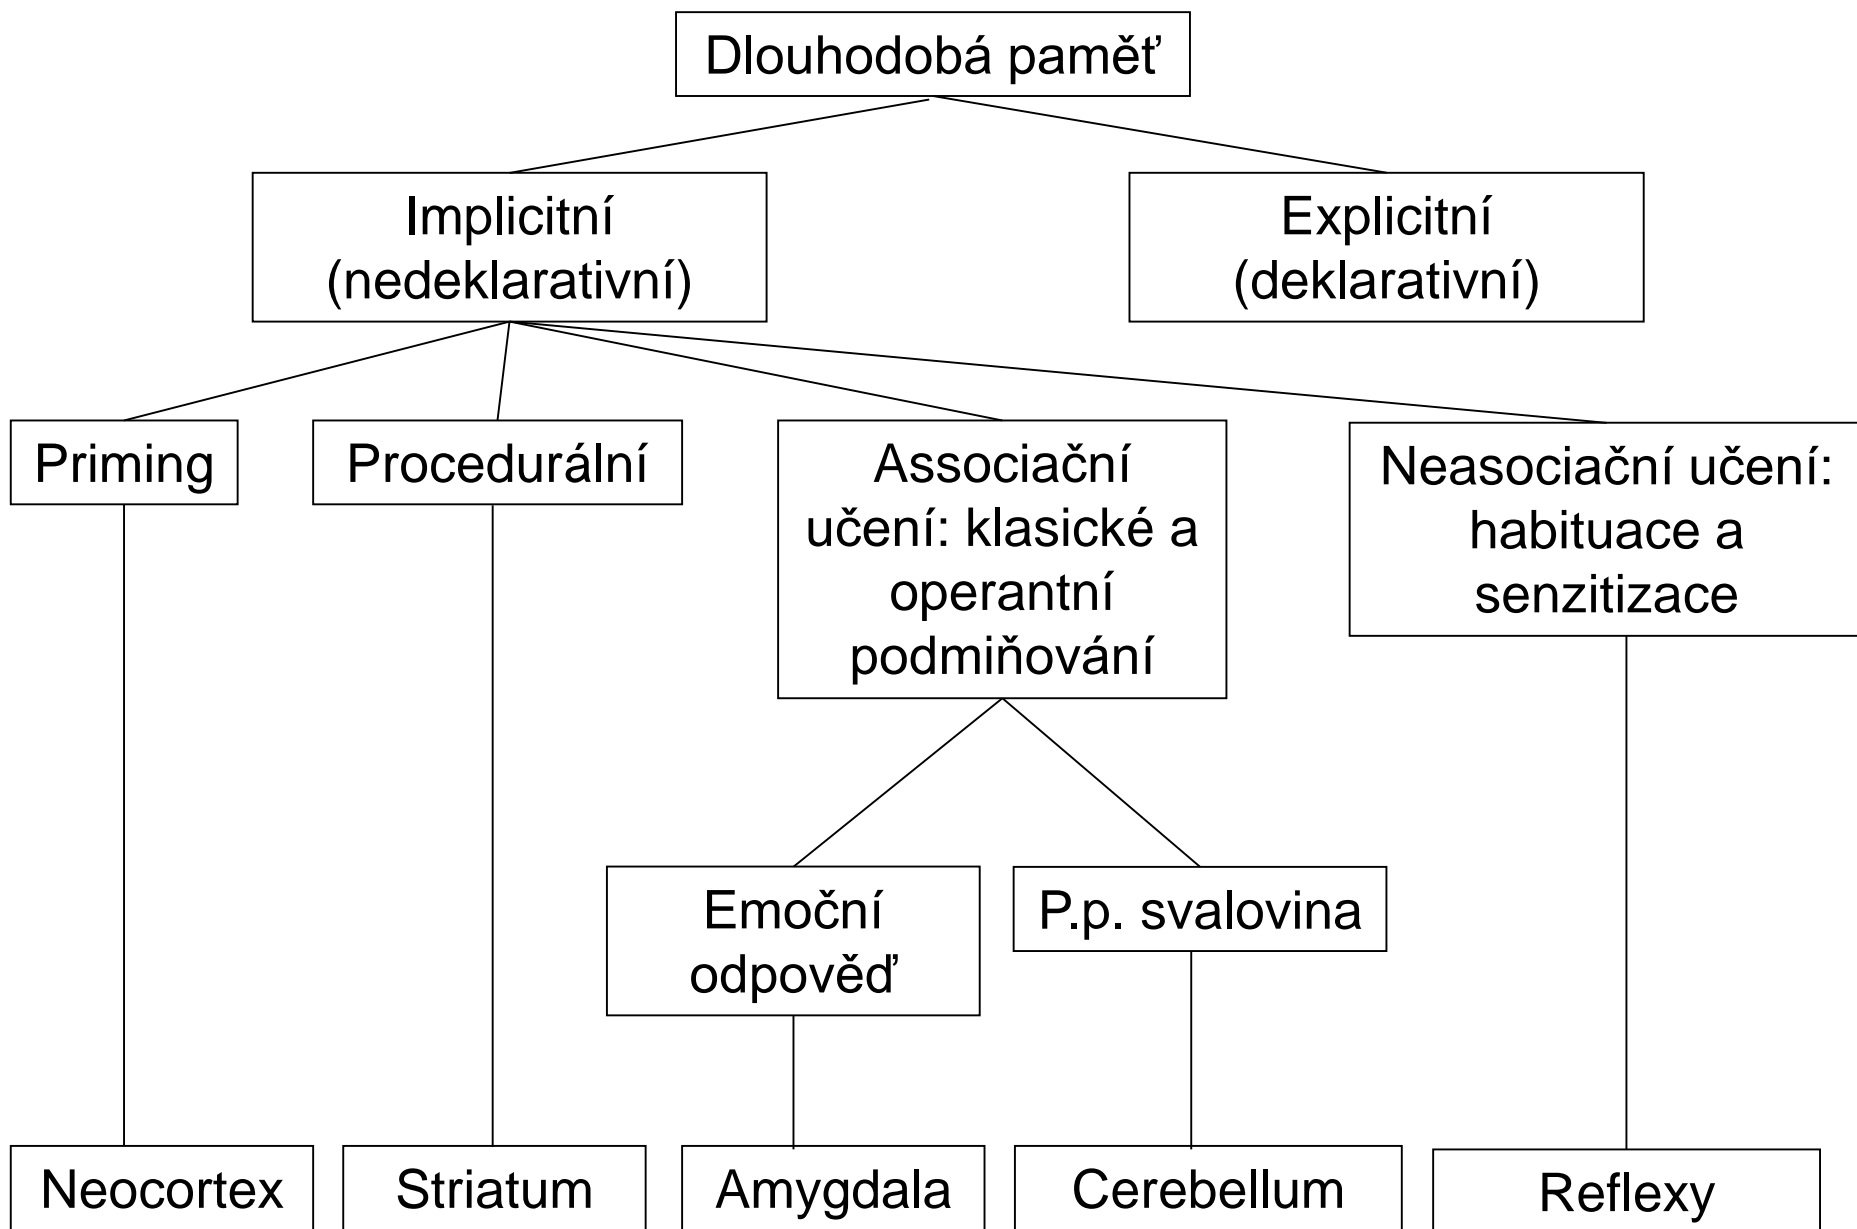 Dlouhodobá paměť
Implicitní
(nedeklarativní)
Explicitní
(deklarativní)
Priming
Procedurální
Associační
učení: klasické a
operantní
podmiňování
Neasociační učení:
habituace a
senzitizace
Emoční
odpověď
P.p. svalovina
Neocortex
Striatum
Amygdala
Cerebellum
Reflexy